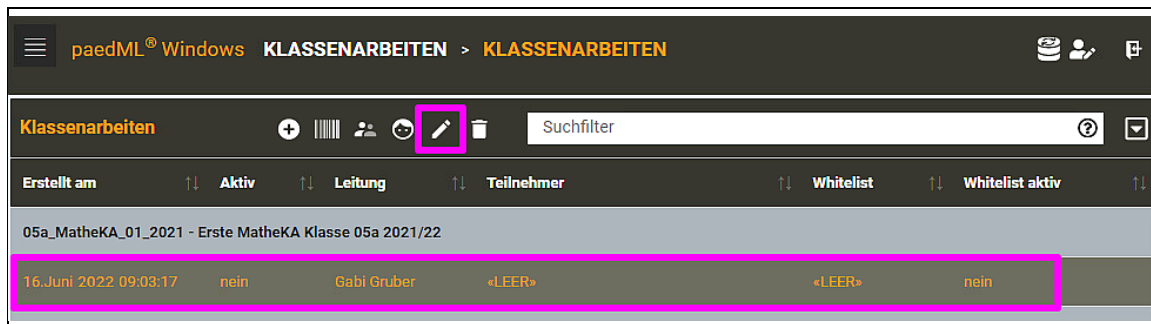 paedML® Windows KLASSENARBEITEN > KLASSENARBEITEN
Klassenarbeiten Suchfilter
Erstellt am Aktiv Leitung Teilnehmer Whitelist Whitelist aktiv
05a_MatheKA_01_2021 - Erste MatheKA Klasse 05a 2021/22
16.Juni 2022 09:03:17 nein Gabi Gruber «LEER» «LEER» nein